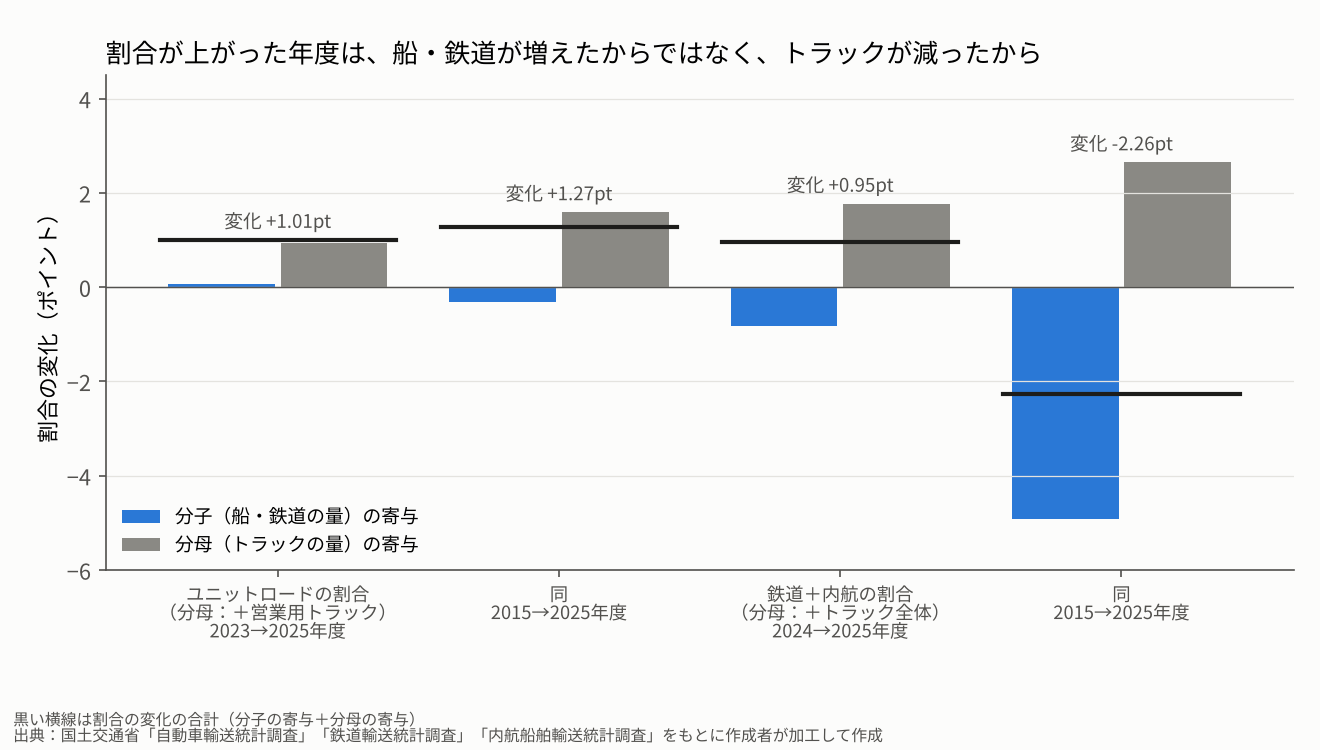 割合が上がった年度は、船・鉄道が増えたからではなく、トラックが減ったから
割合の変化（ポイント）
4
2
0
−2
−4
−6
変化 +1.01pt
変化 +1.27pt
変化 +0.95pt
変化 -2.26pt
分子（船・鉄道の量）の寄与
分母（トラックの量）の寄与
ユニットロードの割合
（分母：＋営業用トラック）
2023→2025年度
同
2015→2025年度
鉄道＋内航の割合
（分母：＋トラック全体）
2024→2025年度
同
2015→2025年度
黒い横線は割合の変化の合計（分子の寄与＋分母の寄与）
出典：国土交通省「自動車輸送統計調査」「鉄道輸送統計調査」「内航船舶輸送統計調査」をもとに作成者が加工して作成